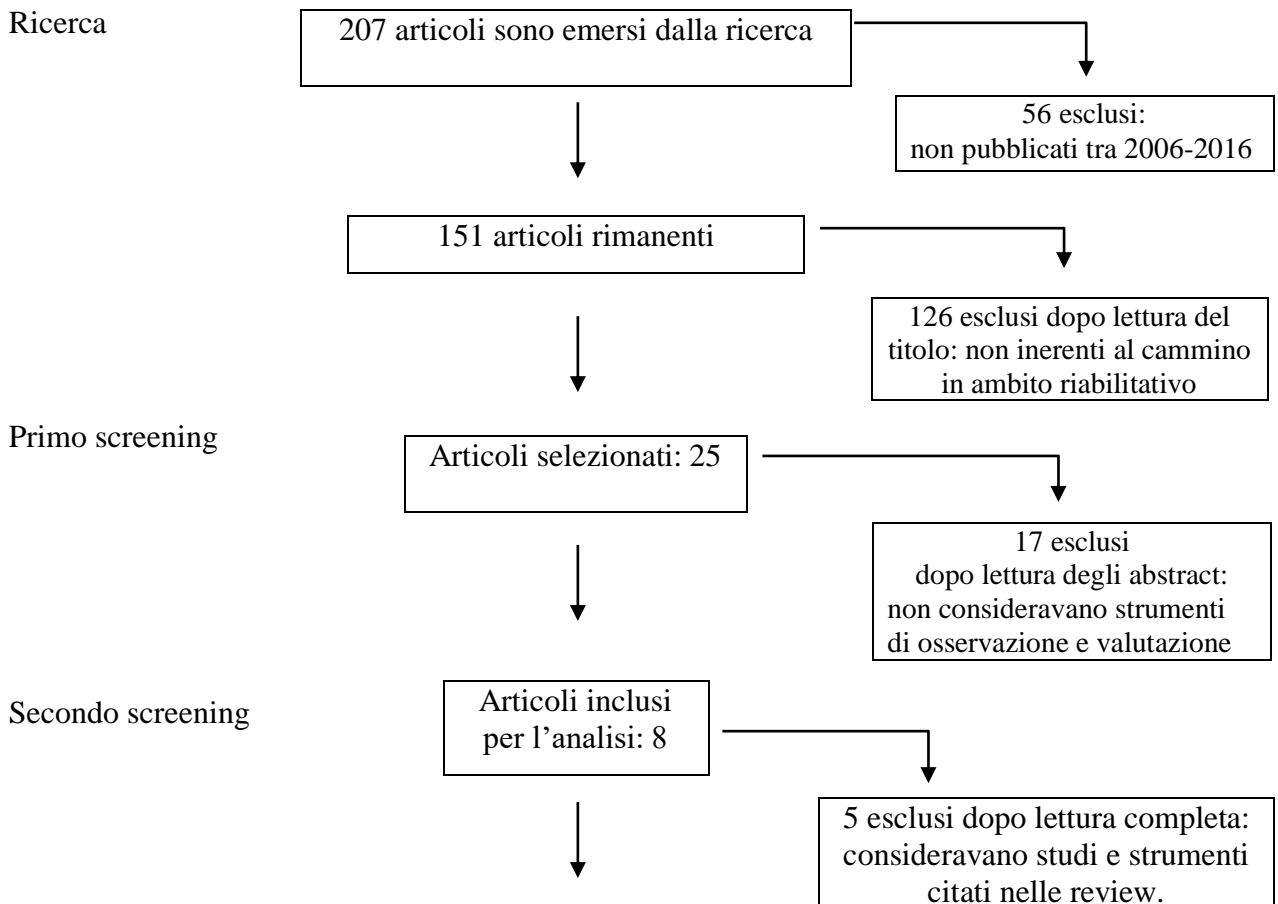 Ricerca
207 articoli sono emersi dalla ricerca
56 esclusi:
non pubblicati tra 2006-2016
151 articoli rimanenti
126 esclusi dopo lettura del
titolo: non inerenti al cammino
in ambito riabilitativo
Primo screening
Articoli selezionati: 25
17 esclusi
dopo lettura degli abstract:
non consideravano strumenti
di osservazione e valutazione
Secondo screening
Articoli inclusi
per l’analisi: 8
5 esclusi dopo lettura completa:
consideravano studi e strumenti
citati nelle review.